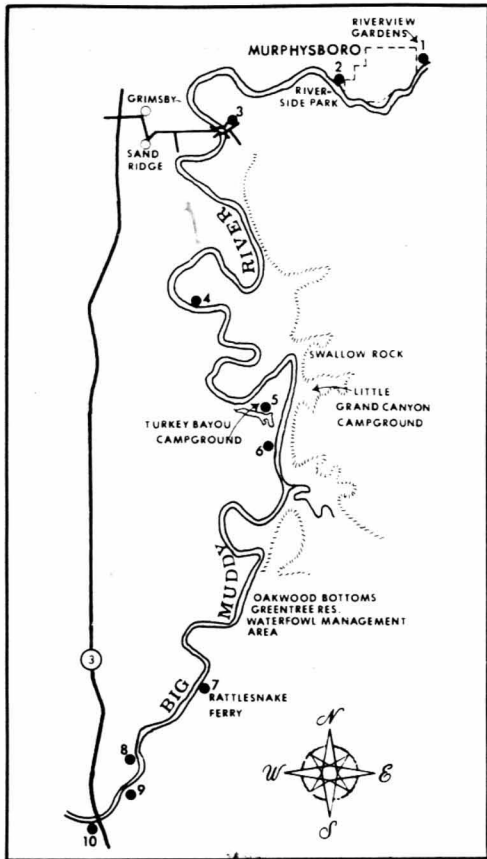 RIVERVIEW
GARDENS
1
MURPHYSBORO
2
RIVER-
SIDE PARK
GRIMSBY
3
SAND
RIDGE
RIVER
4
SWALLOW ROCK
LITTLE
GRAND CANYON
CAMPGROUND
5
TURKEY BAYOU
CAMPGROUND
6
MUDDY
OAKWOOD BOTTOMS
GREENTREE RES.
WATERFOWL MANAGEMENT
AREA
3
BIG
7
RATTLESNAKE
FERRY
8
9
10
N
W E
S